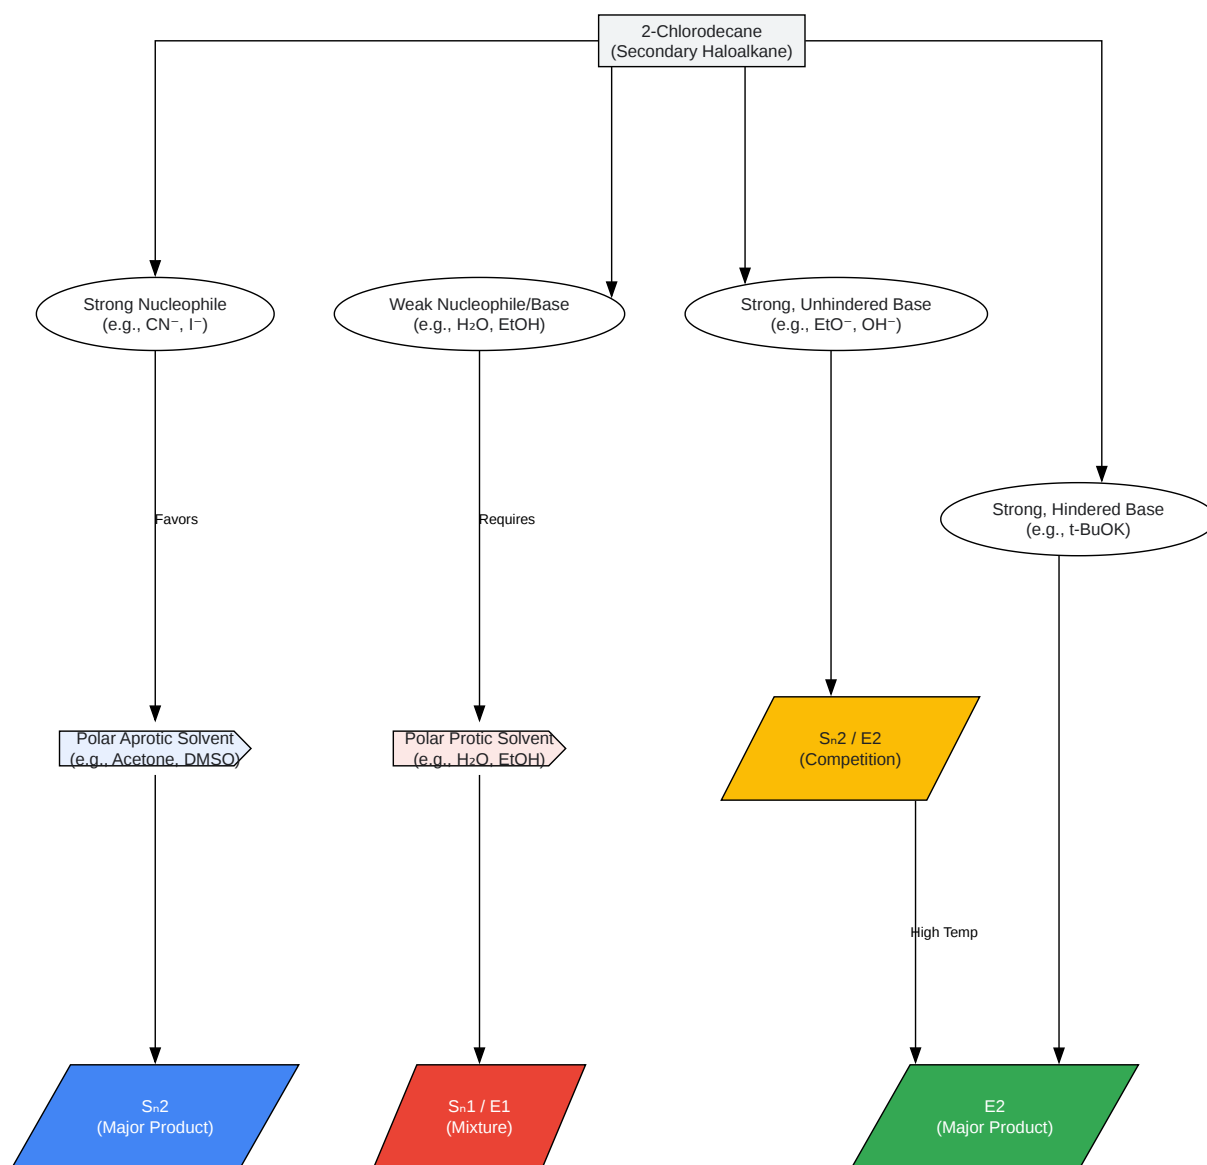 2-Chlorodecane
(Secondary Haloalkane)
Strong Nucleophile
(e.g., CN⁻, I⁻)
Weak Nucleophile/Base
(e.g., H₂O, EtOH)
Strong, Unhindered Base
(e.g., EtO⁻, OH⁻)
Strong, Hindered Base
(e.g., t-BuOK)
Favors
Requires
Polar Aprotic Solvent
(e.g., Acetone, DMSO)
Polar Protic Solvent
(e.g., H₂O, EtOH)
Sₙ2 / E2
(Competition)
High Temp
Sₙ2
(Major Product)
Sₙ1 / E1
(Mixture)
E2
(Major Product)